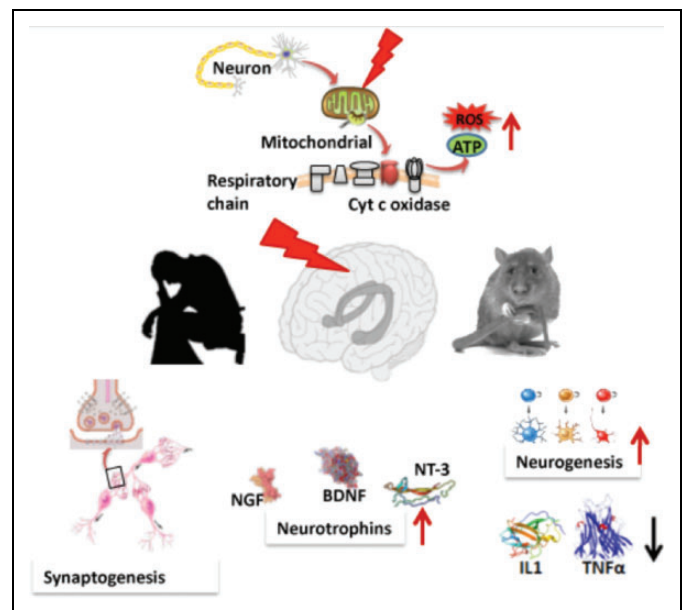 Neuron
Mitochondrial
ROS
ATP
Respiratory
chain
Cyt c oxidase
NGF
BDNF
NT-3
Neurotrophins
Neurogenesis
Synaptogenesis
IL1
TNFα